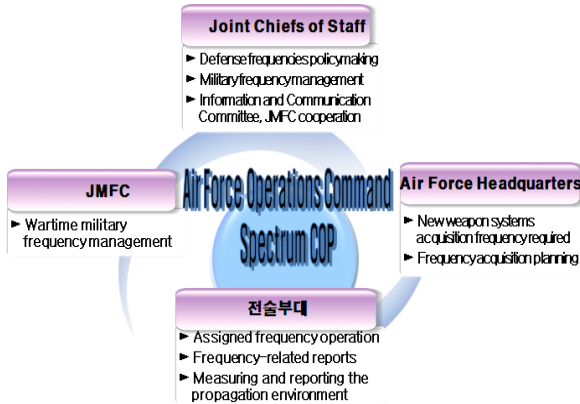 Joint Chiefs of Staff
► Defense frequencies policymaking
► Military frequency management
► Information and Communication
Committee, JMFC cooperation
JMFC
► Wartime military
frequency management
Air Force Operations Command
Spectrum COP
Air Force Headquarters
► New weapon systems
acquisition frequency required
► Frequency acquisition planning
전술부대
► Assigned frequency operation
► Frequency-related reports
► Measuring and reporting the
propagation environment